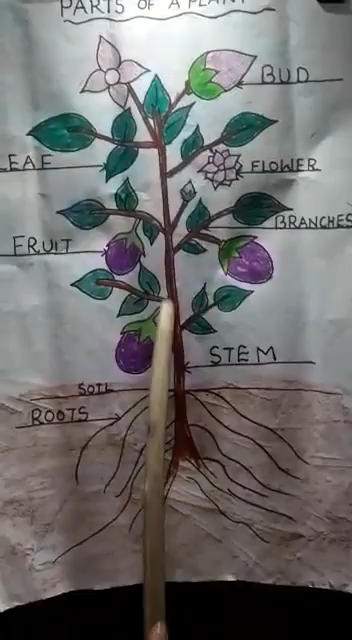 PARTS OF A PLANT
BUD
LEAF
FLOWER
BRANCHES
FRUIT
STEM
SOIL
ROOTS